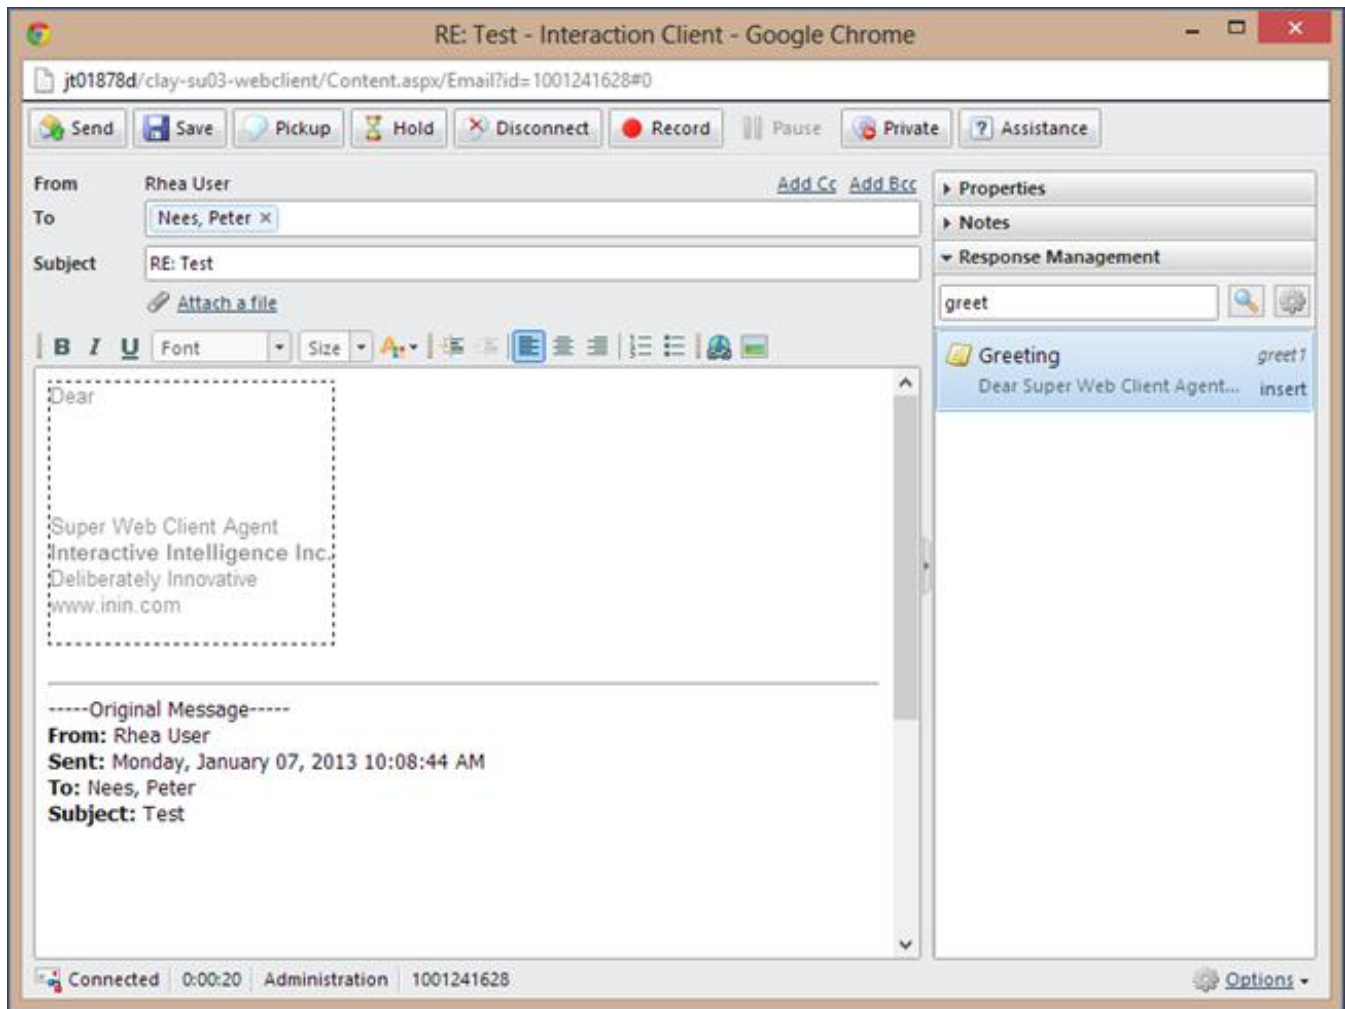 RE: Test - Interaction Client - Google Chrome
jt01878d/clay-su03-webclient/Content.aspx/Email?id=1001241628#0
Send Save Pickup Hold Disconnect Record Pause Private ? Assistance
From Rhea User Add Cc Add Bcc
To Nees, Peter ×
Subject RE: Test
Attach a file
B I U Font Size A
Dear
Super Web Client Agent
Interactive Intelligence Inc.
Deliberately Innovative
www.inin.com
-----Original Message-----
From: Rhea User
Sent: Monday, January 07, 2013 10:08:44 AM
To: Nees, Peter
Subject: Test
Properties
Notes
Response Management
greet
Greeting greet1
Dear Super Web Client Agent... insert
Connected 0:00:20 Administration 1001241628 Options